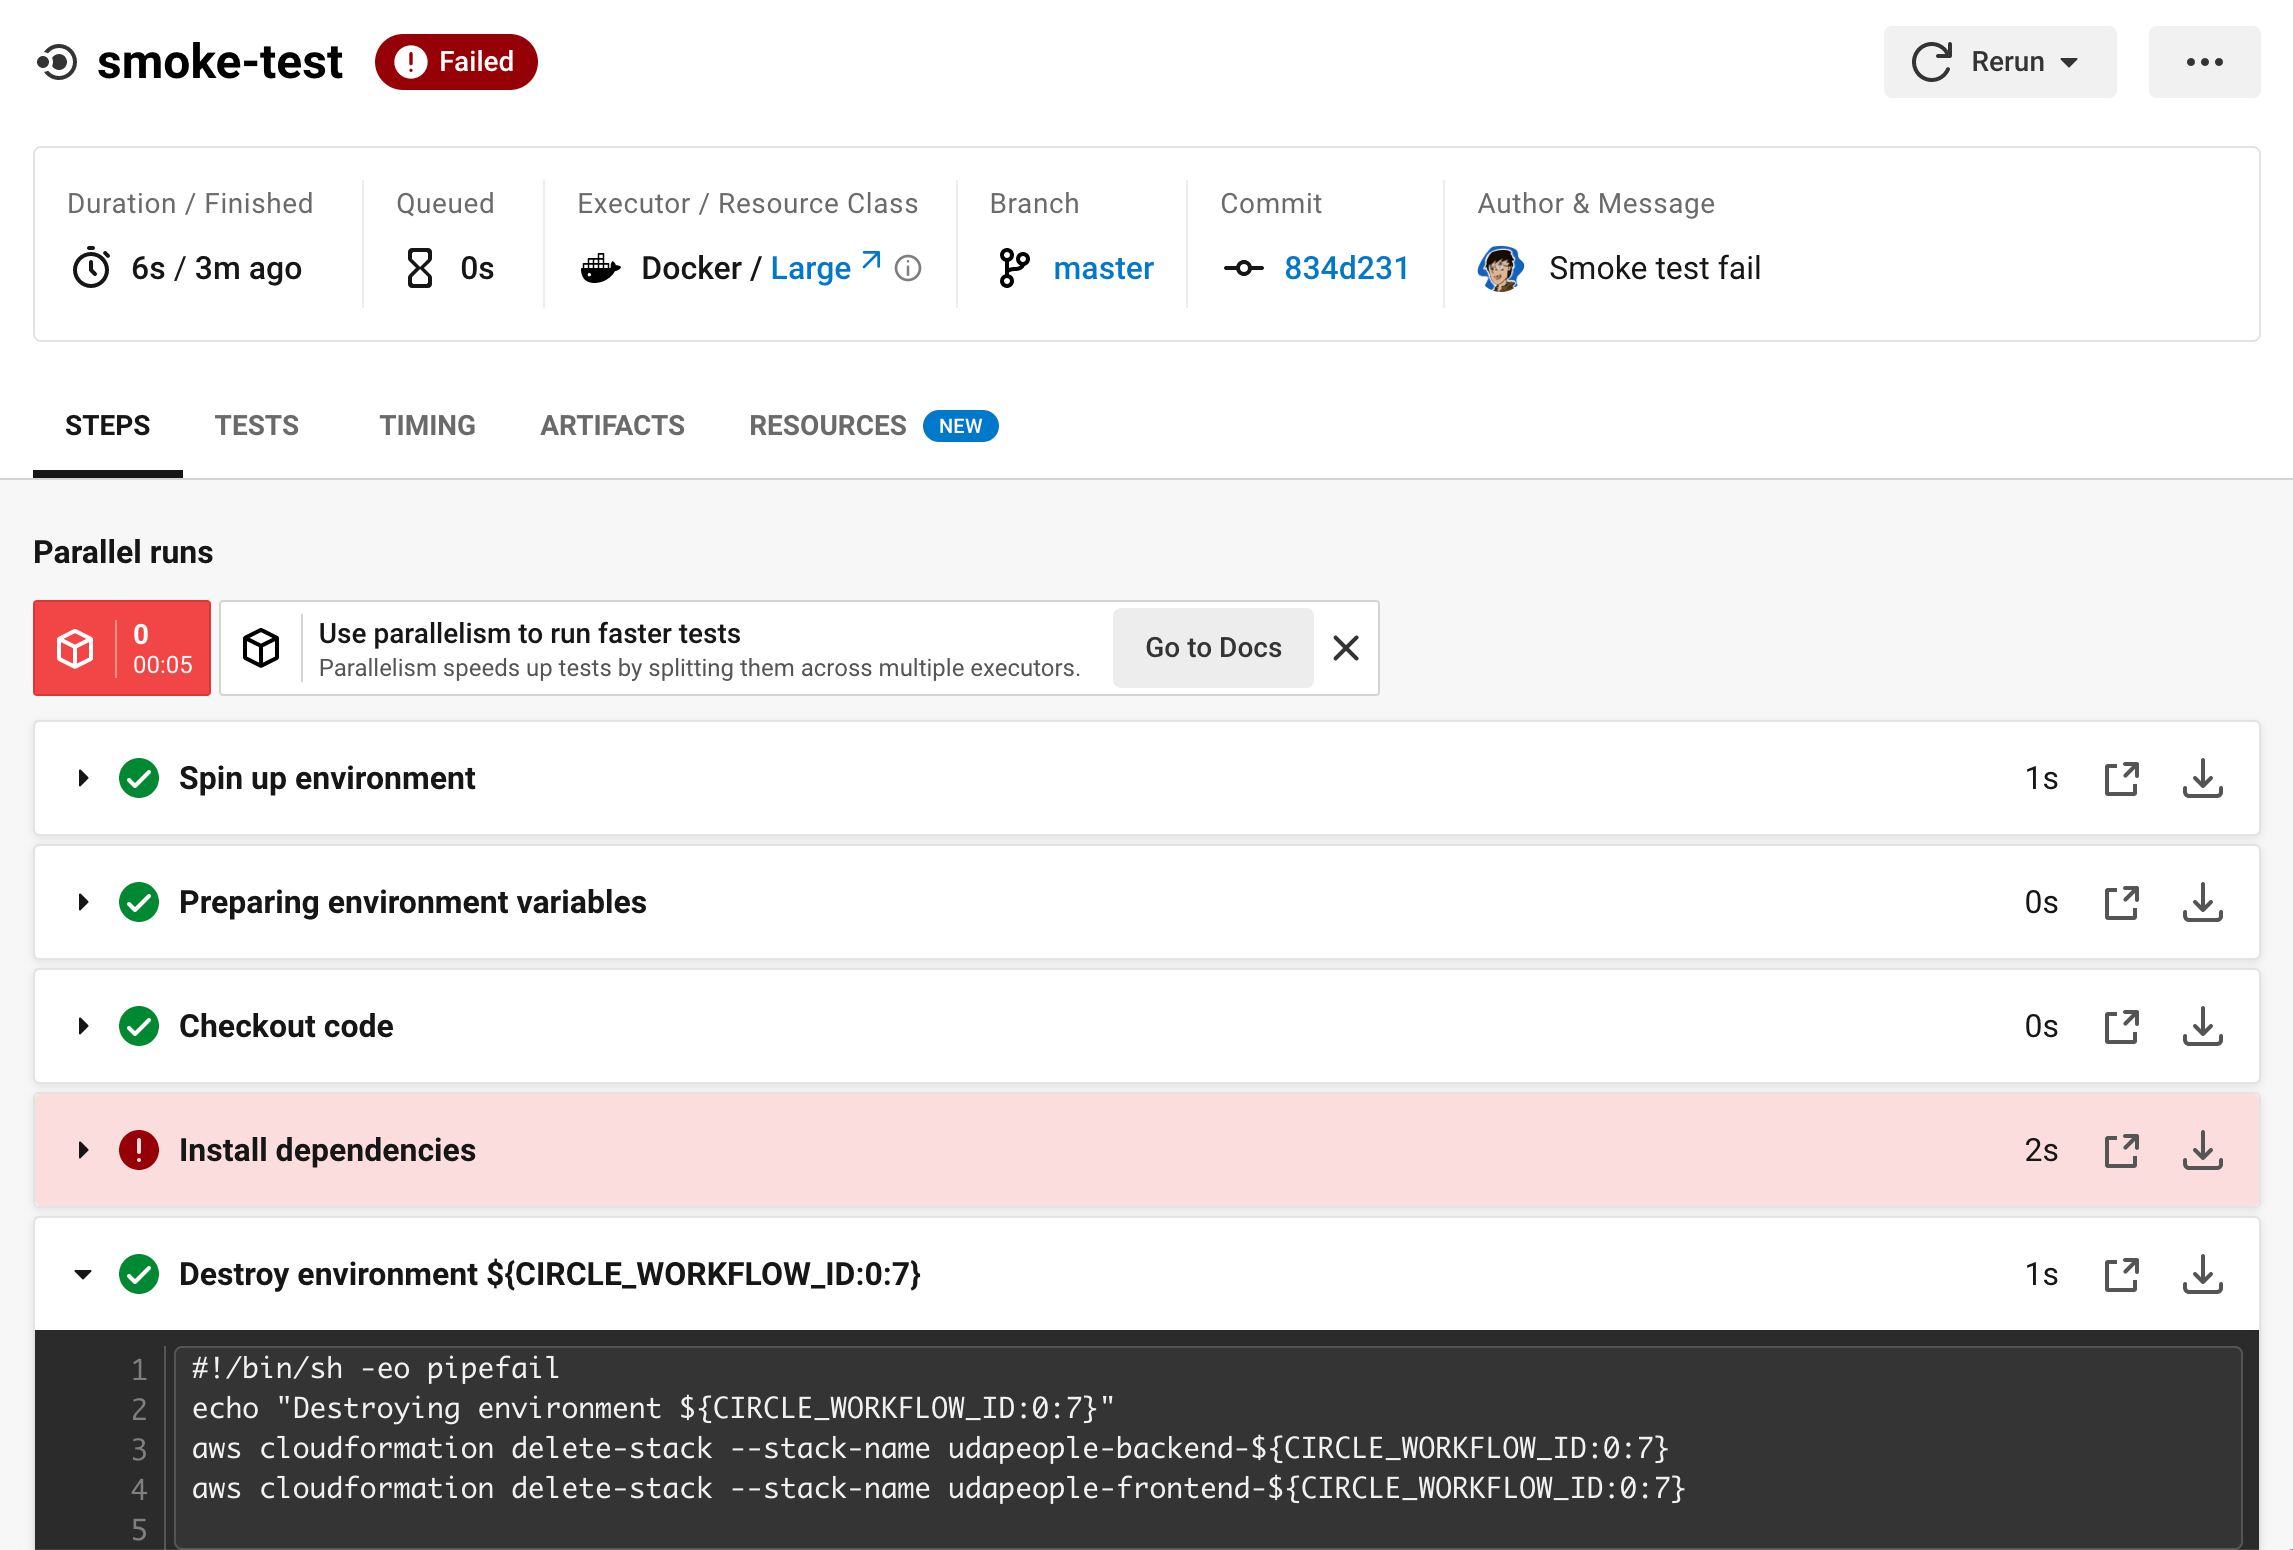 smoke-test
Failed
Rerun
Duration / Finished
Queued
Executor / Resource Class
Branch
Commit
Author & Message
6s / 3m ago
0s
Docker / Large
master
834d231
Smoke test fail
STEPS
TESTS
TIMING
ARTIFACTS
RESOURCES
NEW
Parallel runs
0
00:05
Use parallelism to run faster tests
Parallelism speeds up tests by splitting them across multiple executors.
Go to Docs
Spin up environment
1s
Preparing environment variables
0s
Checkout code
0s
Install dependencies
2s
Destroy environment ${CIRCLE_WORKFLOW_ID:0:7}
1s
1 #!/bin/sh -eo pipefail
2 echo "Destroying environment ${CIRCLE_WORKFLOW_ID:0:7}"
3 aws cloudformation delete-stack --stack-name udapeople-backend-${CIRCLE_WORKFLOW_ID:0:7}
4 aws cloudformation delete-stack --stack-name udapeople-frontend-${CIRCLE_WORKFLOW_ID:0:7}
5